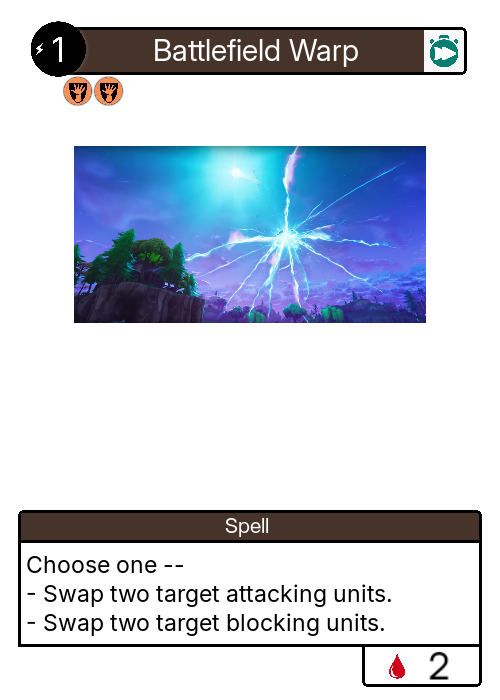 1
Battlefield Warp
Spell
Choose one --
- Swap two target attacking units.
- Swap two target blocking units.
2